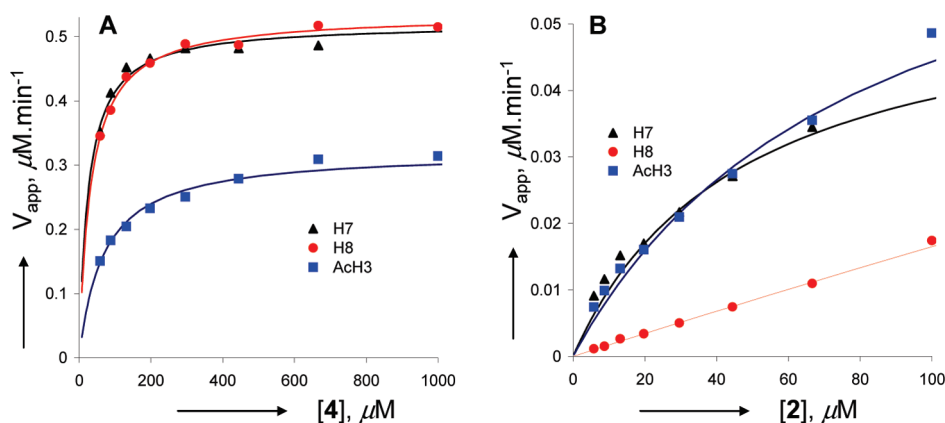 A
V_app, μM.min⁻¹
0.5
0.4
0.3
0.2
0.1
0
H7
H8
AcH3
0 200 400 600 800 1000
[4], μM
B
V_app, μM.min⁻¹
0.05
0.04
0.03
0.02
0.01
0
H7
H8
AcH3
0 20 40 60 80 100
[2], μM